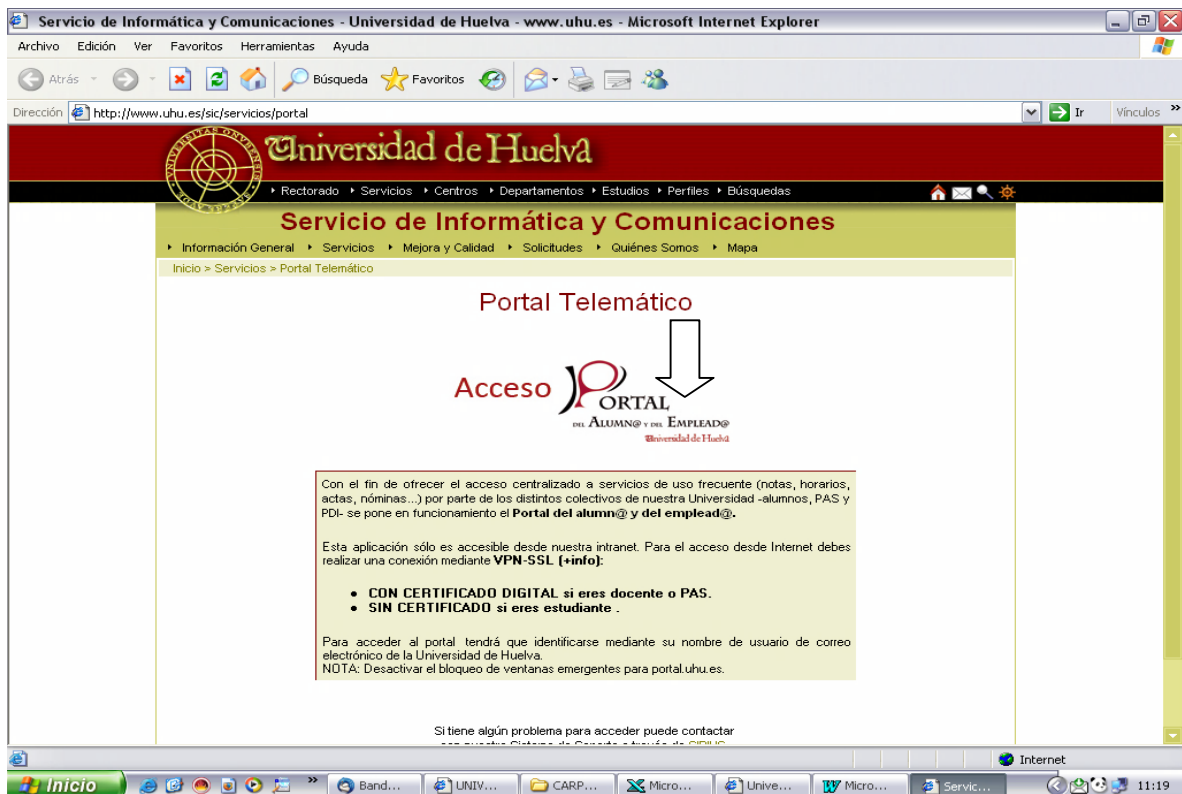 Servicio de Informática y Comunicaciones - Universidad de Huelva - www.uhu.es - Microsoft Internet Explorer
Archivo Edición Ver Favoritos Herramientas Ayuda
Atrás Búsqueda Favoritos
Dirección http://www.uhu.es/sic/servicios/portal Ir Vínculos »
Universidad de Huelva
Rectorado Servicios Centros Departamentos Estudios Perfiles Búsquedas
Servicio de Informática y Comunicaciones
Información General Servicios Mejora y Calidad Solicitudes Quiénes Somos Mapa
Inicio > Servicios > Portal Telemático
Portal Telemático
Acceso PORTAL
DEL ALUMN@ Y DEL EMPLEAD@
Universidad de Huelva
Con el fin de ofrecer el acceso centralizado a servicios de uso frecuente (notas, horarios,
actas, nóminas...) por parte de los distintos colectivos de nuestra Universidad -alumnos, PAS y
PDI- se pone en funcionamiento el Portal del alumn@ y del emplead@.
Esta aplicación sólo es accesible desde nuestra intranet. Para el acceso desde Internet debes
realizar una conexión mediante VPN-SSL (+info):
• CON CERTIFICADO DIGITAL si eres docente o PAS.
• SIN CERTIFICADO si eres estudiante .
Para acceder al portal tendrá que identificarse mediante su nombre de usuario de correo
electrónico de la Universidad de Huelva.
NOTA: Desactivar el bloqueo de ventanas emergentes para portal.uhu.es.
Si tiene algún problema para acceder puede contactar
Internet
Inicio » Band... UNIV... CARP... Micro... Unive... Micro... Servic... 11:19